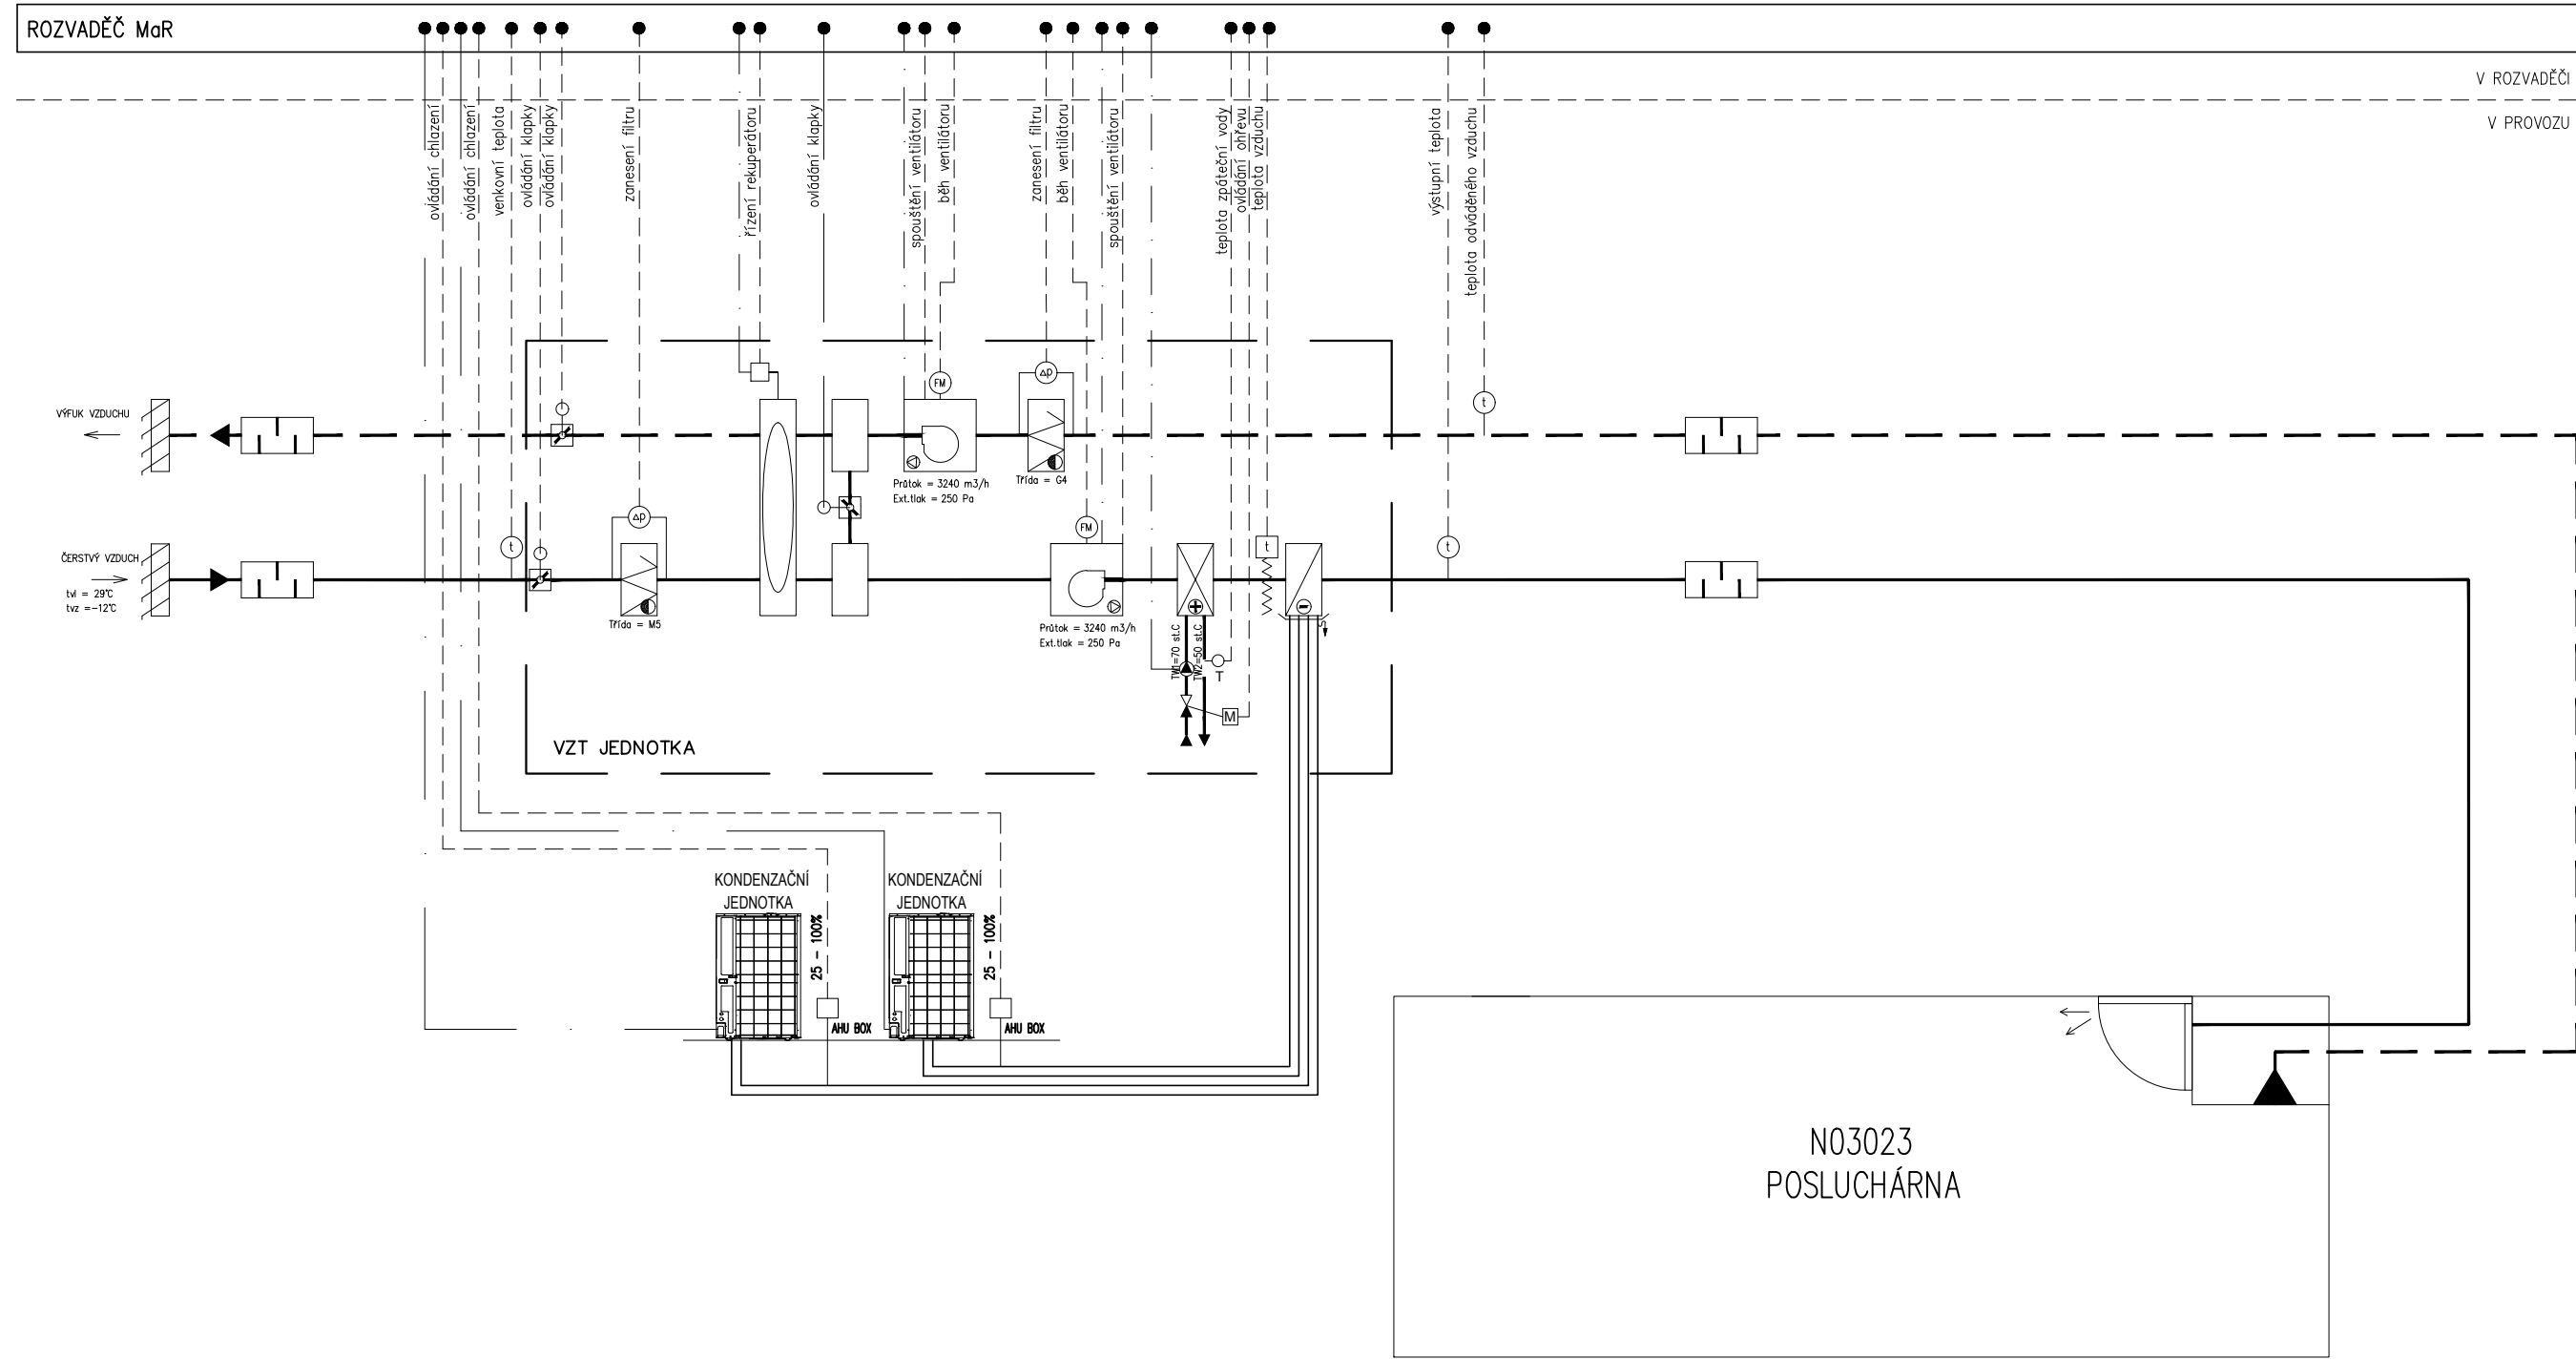 ROZVADĚČ MaR
V ROZVADĚČI
V PROVOZU
ovládání chlazení
ovládání chlazení
venkovní teplota
ovládání klapky
ovládání klapky
zanesení filtru
řízení rekuperátoru
ovládání klapky
spouštění ventilátoru
běh ventilátoru
zanesení filtru
běh ventilátoru
spouštění ventilátoru
teplota zpáteční vody
ovládání ohřevu
teplota vzduchu
výstupní teplota
teplota odváděného vzduchu
FM
Δp
t
VÝFUK VZDUCHU
Průtok = 3240 m3/h
Ext.tlak = 250 Pa
Třída = G4
Δp
FM
t
t
t
ČERSTVÝ VZDUCH
tvl = 29°C
tvz =-12°C
Třída = M5
Průtok = 3240 m3/h
Ext.tlak = 250 Pa
TW1=70 st.C
TW2=50 st.C
T
M
VZT JEDNOTKA
KONDENZAČNÍ
JEDNOTKA
KONDENZAČNÍ
JEDNOTKA
25 - 100%
25 - 100%
AHU BOX
AHU BOX
N03023
POSLUCHÁRNA